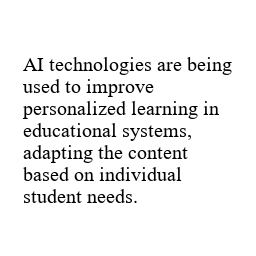 AI technologies are being
used to improve
personalized learning in
educational systems,
adapting the content
based on individual
student needs.